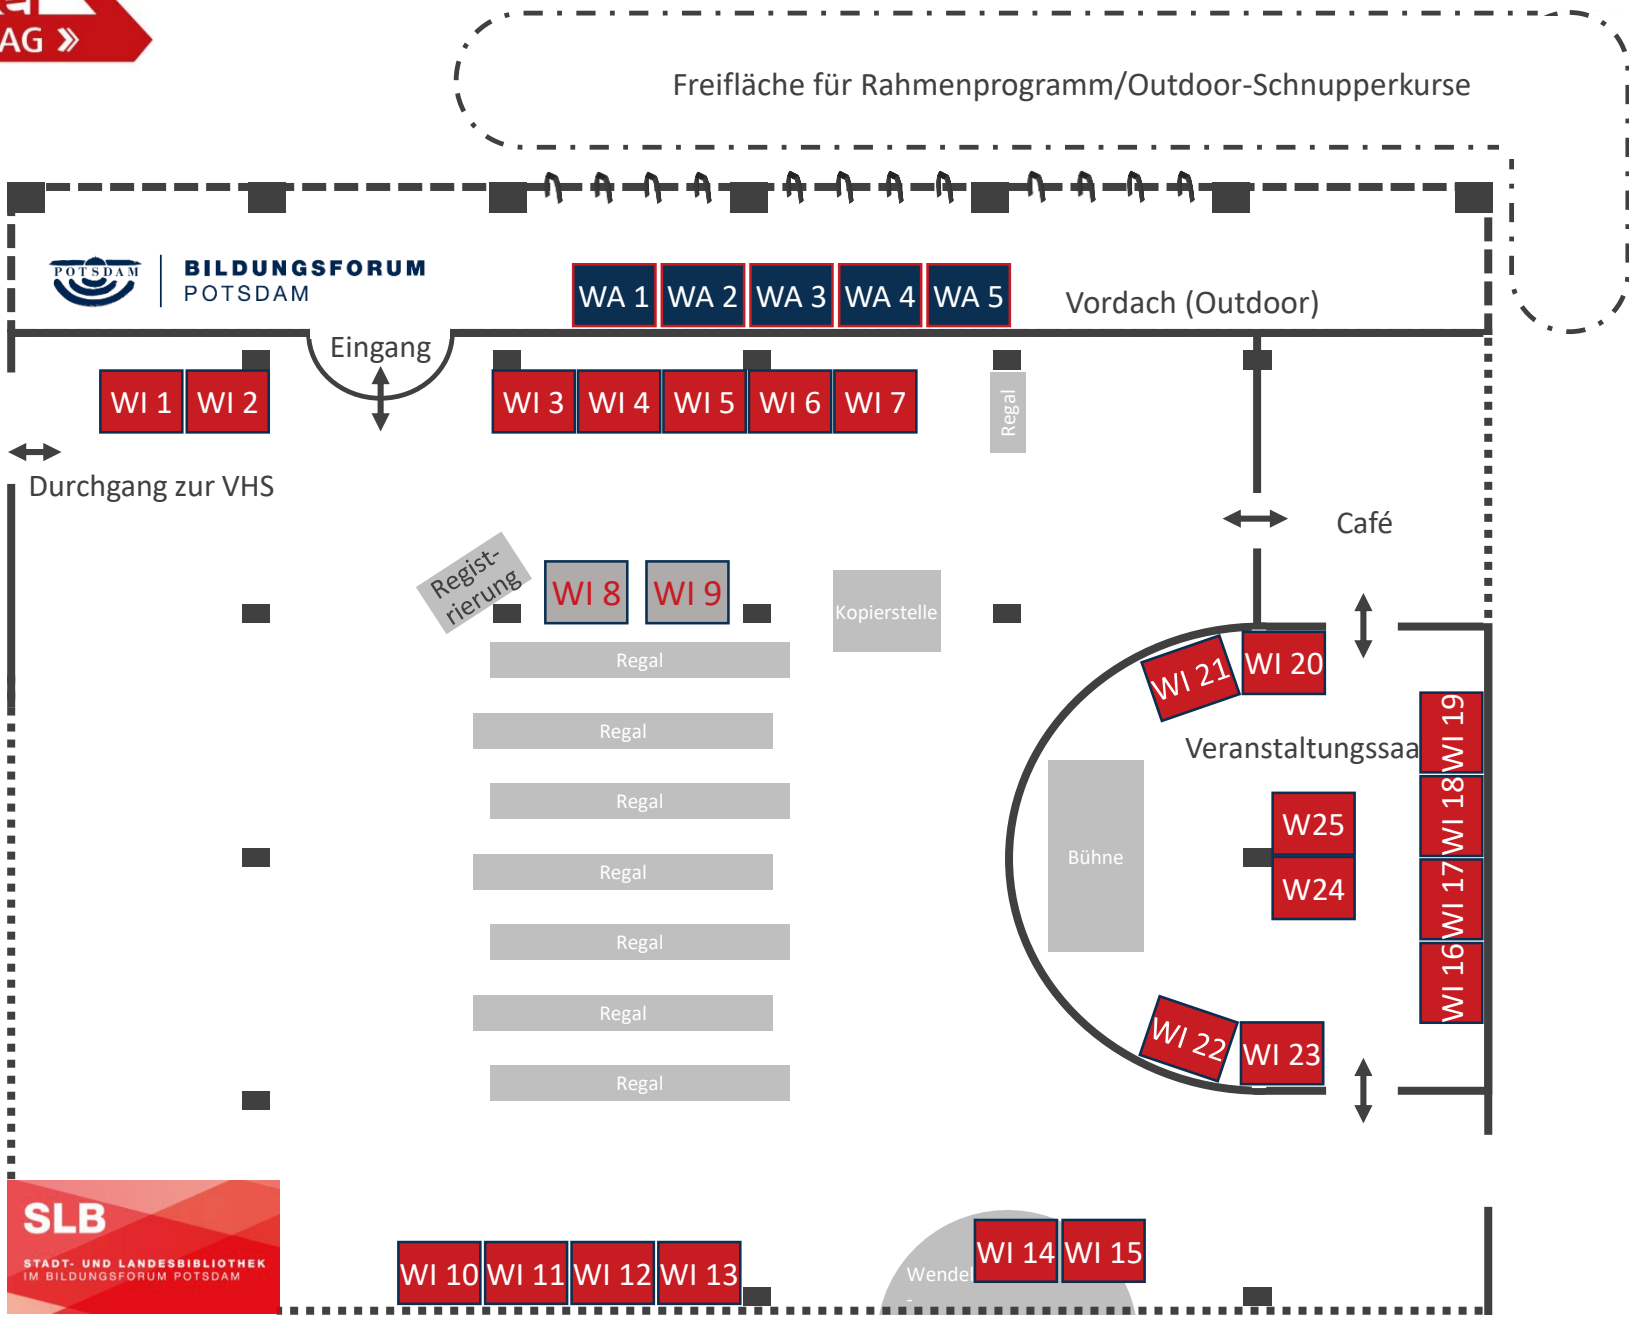 AG »
Freifläche für Rahmenprogramm/Outdoor-Schnupperkurse
POTSDAM
BILDUNGSFORUM
POTSDAM
WA 1
WA 2
WA 3
WA 4
WA 5
Vordach (Outdoor)
Eingang
WI 1
WI 2
WI 3
WI 4
WI 5
WI 6
WI 7
Regal
Durchgang zur VHS
Café
Regist-
rierung
WI 8
WI 9
Kopierstelle
Regal
Regal
Regal
Regal
Regal
Regal
Regal
WI 21
WI 20
Veranstaltungssaa
WI 19
WI 18
WI 17
WI 16
Bühne
W25
W24
WI 22
WI 23
SLB
STADT- UND LANDESBIBLIOTHEK
IM BILDUNGSFORUM POTSDAM
WI 10
WI 11
WI 12
WI 13
Wendel
-
WI 14
WI 15